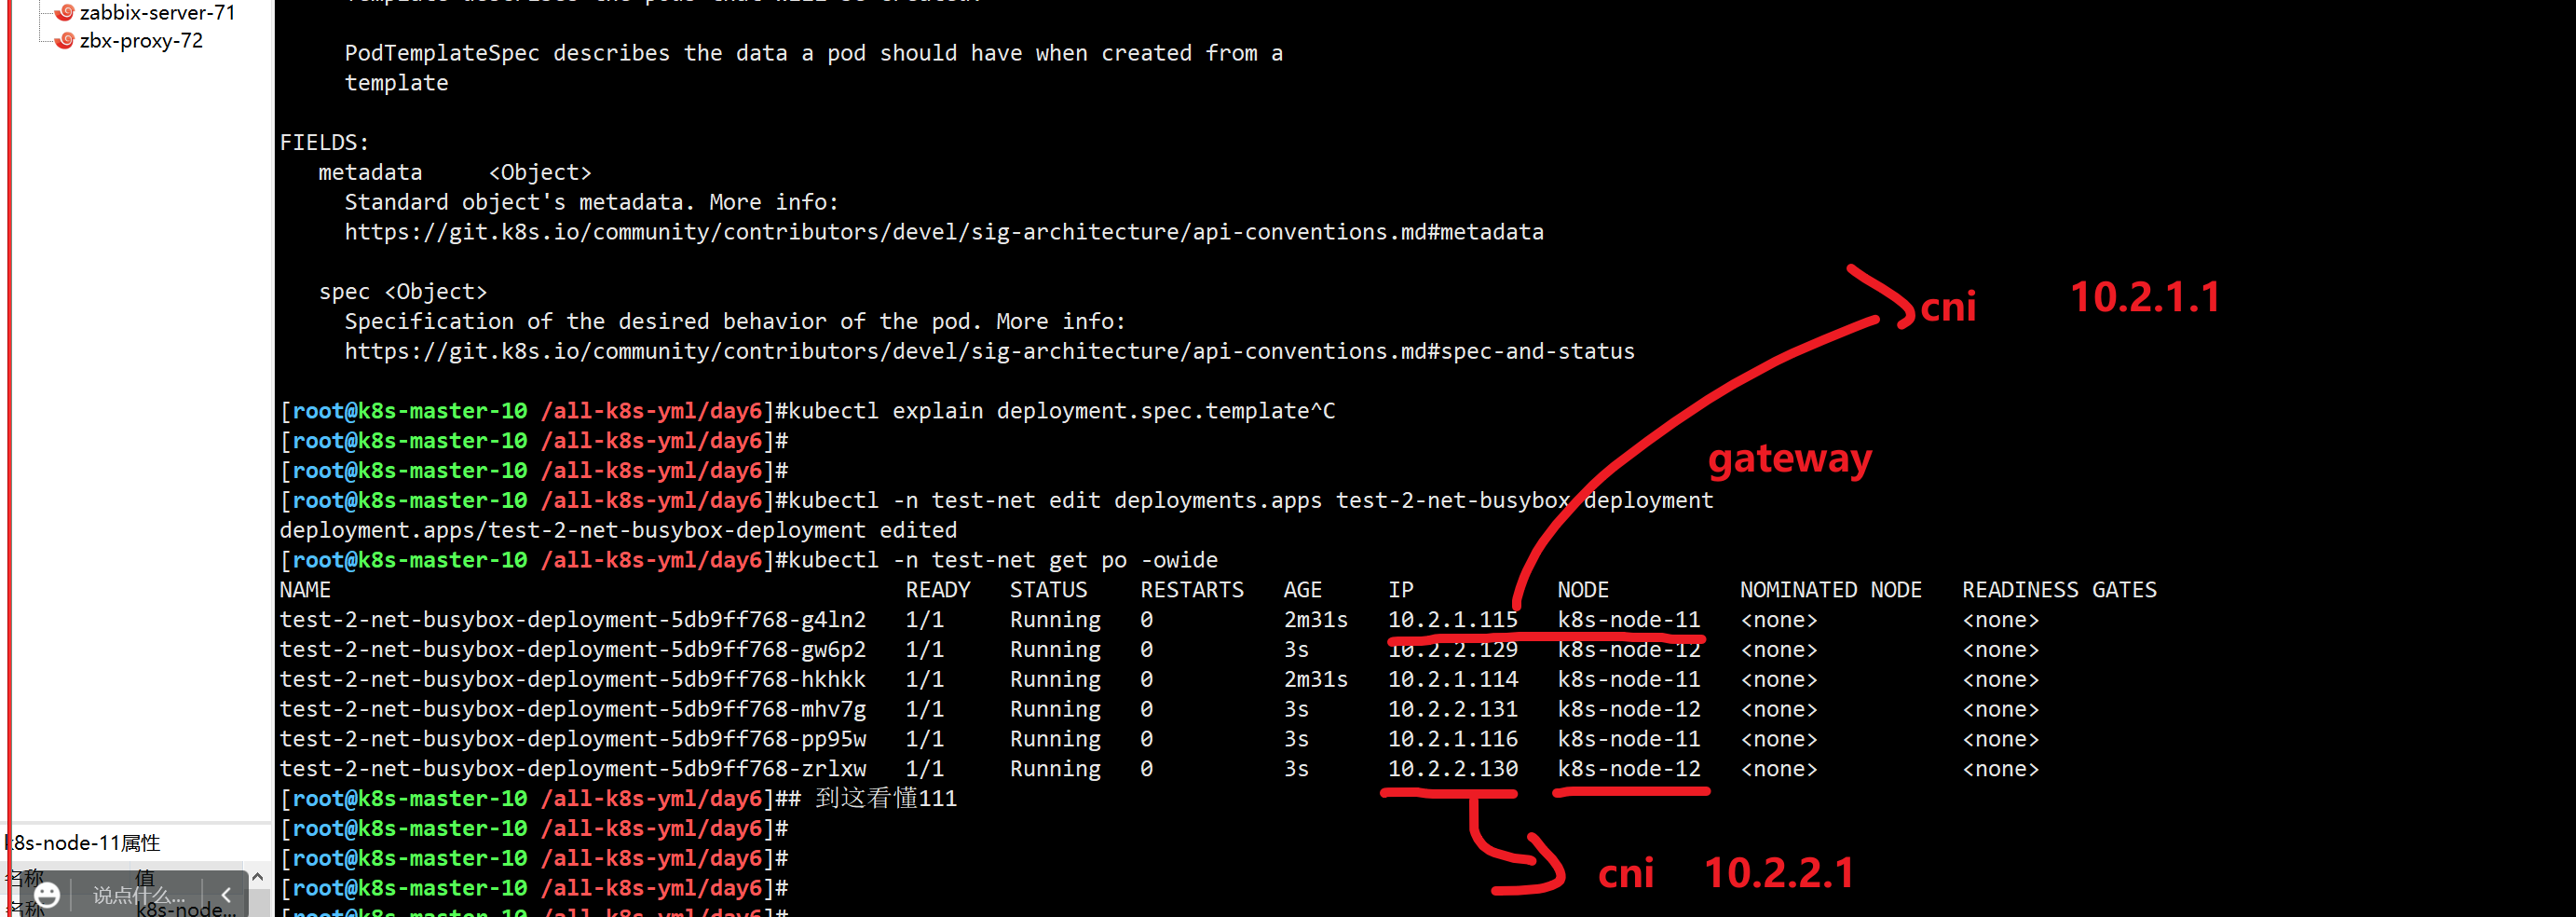 zabbix-server-71
zbx-proxy-72
PodTemplateSpec describes the data a pod should have when created from a
template
FIELDS:
metadata <Object>
Standard object's metadata. More info:
https://git.k8s.io/community/contributors/devel/sig-architecture/api-conventions.md#metadata
spec <Object>
Specification of the desired behavior of the pod. More info:
https://git.k8s.io/community/contributors/devel/sig-architecture/api-conventions.md#spec-and-status
cni 10.2.1.1
gateway
[root@k8s-master-10 /all-k8s-yml/day6]#kubectl explain deployment.spec.template^C
[root@k8s-master-10 /all-k8s-yml/day6]#
[root@k8s-master-10 /all-k8s-yml/day6]#
[root@k8s-master-10 /all-k8s-yml/day6]#kubectl -n test-net edit deployments.apps test-2-net-busybox-deployment
deployment.apps/test-2-net-busybox-deployment edited
[root@k8s-master-10 /all-k8s-yml/day6]#kubectl -n test-net get po -owide
NAME READY STATUS RESTARTS AGE IP NODE NOMINATED NODE READINESS GATES
test-2-net-busybox-deployment-5db9ff768-g4ln2 1/1 Running 0 2m31s 10.2.1.115 k8s-node-11 <none> <none>
test-2-net-busybox-deployment-5db9ff768-gw6p2 1/1 Running 0 3s 10.2.2.129 k8s-node-12 <none> <none>
test-2-net-busybox-deployment-5db9ff768-hkhkk 1/1 Running 0 2m31s 10.2.1.114 k8s-node-11 <none> <none>
test-2-net-busybox-deployment-5db9ff768-mhv7g 1/1 Running 0 3s 10.2.2.131 k8s-node-12 <none> <none>
test-2-net-busybox-deployment-5db9ff768-pp95w 1/1 Running 0 3s 10.2.1.116 k8s-node-11 <none> <none>
test-2-net-busybox-deployment-5db9ff768-zrlxw 1/1 Running 0 3s 10.2.2.130 k8s-node-12 <none> <none>
[root@k8s-master-10 /all-k8s-yml/day6]## 到这看懂111
[root@k8s-master-10 /all-k8s-yml/day6]#
[root@k8s-master-10 /all-k8s-yml/day6]#
[root@k8s-master-10 /all-k8s-yml/day6]#
cni 10.2.2.1
k8s-node-11属性
名称 值
说点什么...
名称 k8s-node...